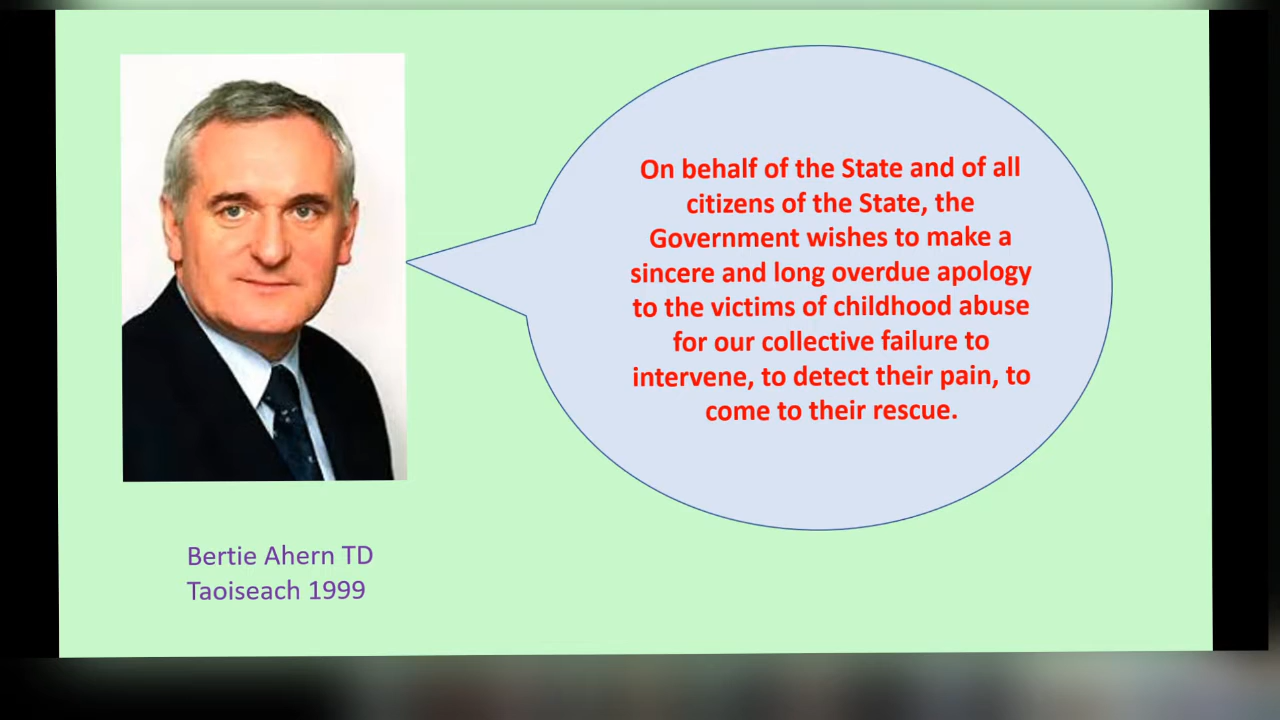 On behalf of the State and of all
citizens of the State, the
Government wishes to make a
sincere and long overdue apology
to the victims of childhood abuse
for our collective failure to
intervene, to detect their pain, to
come to their rescue.
Bertie Ahern TD
Taoiseach 1999